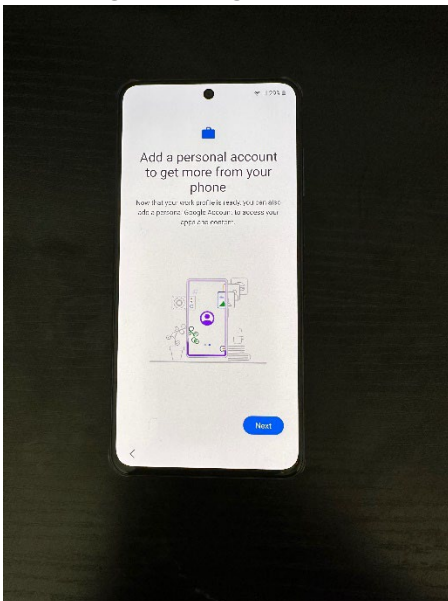 Add a personal account
to get more from your
phone
Now that your work profile is ready, you can also
add a personal Google Account to access your
apps and content.
Next